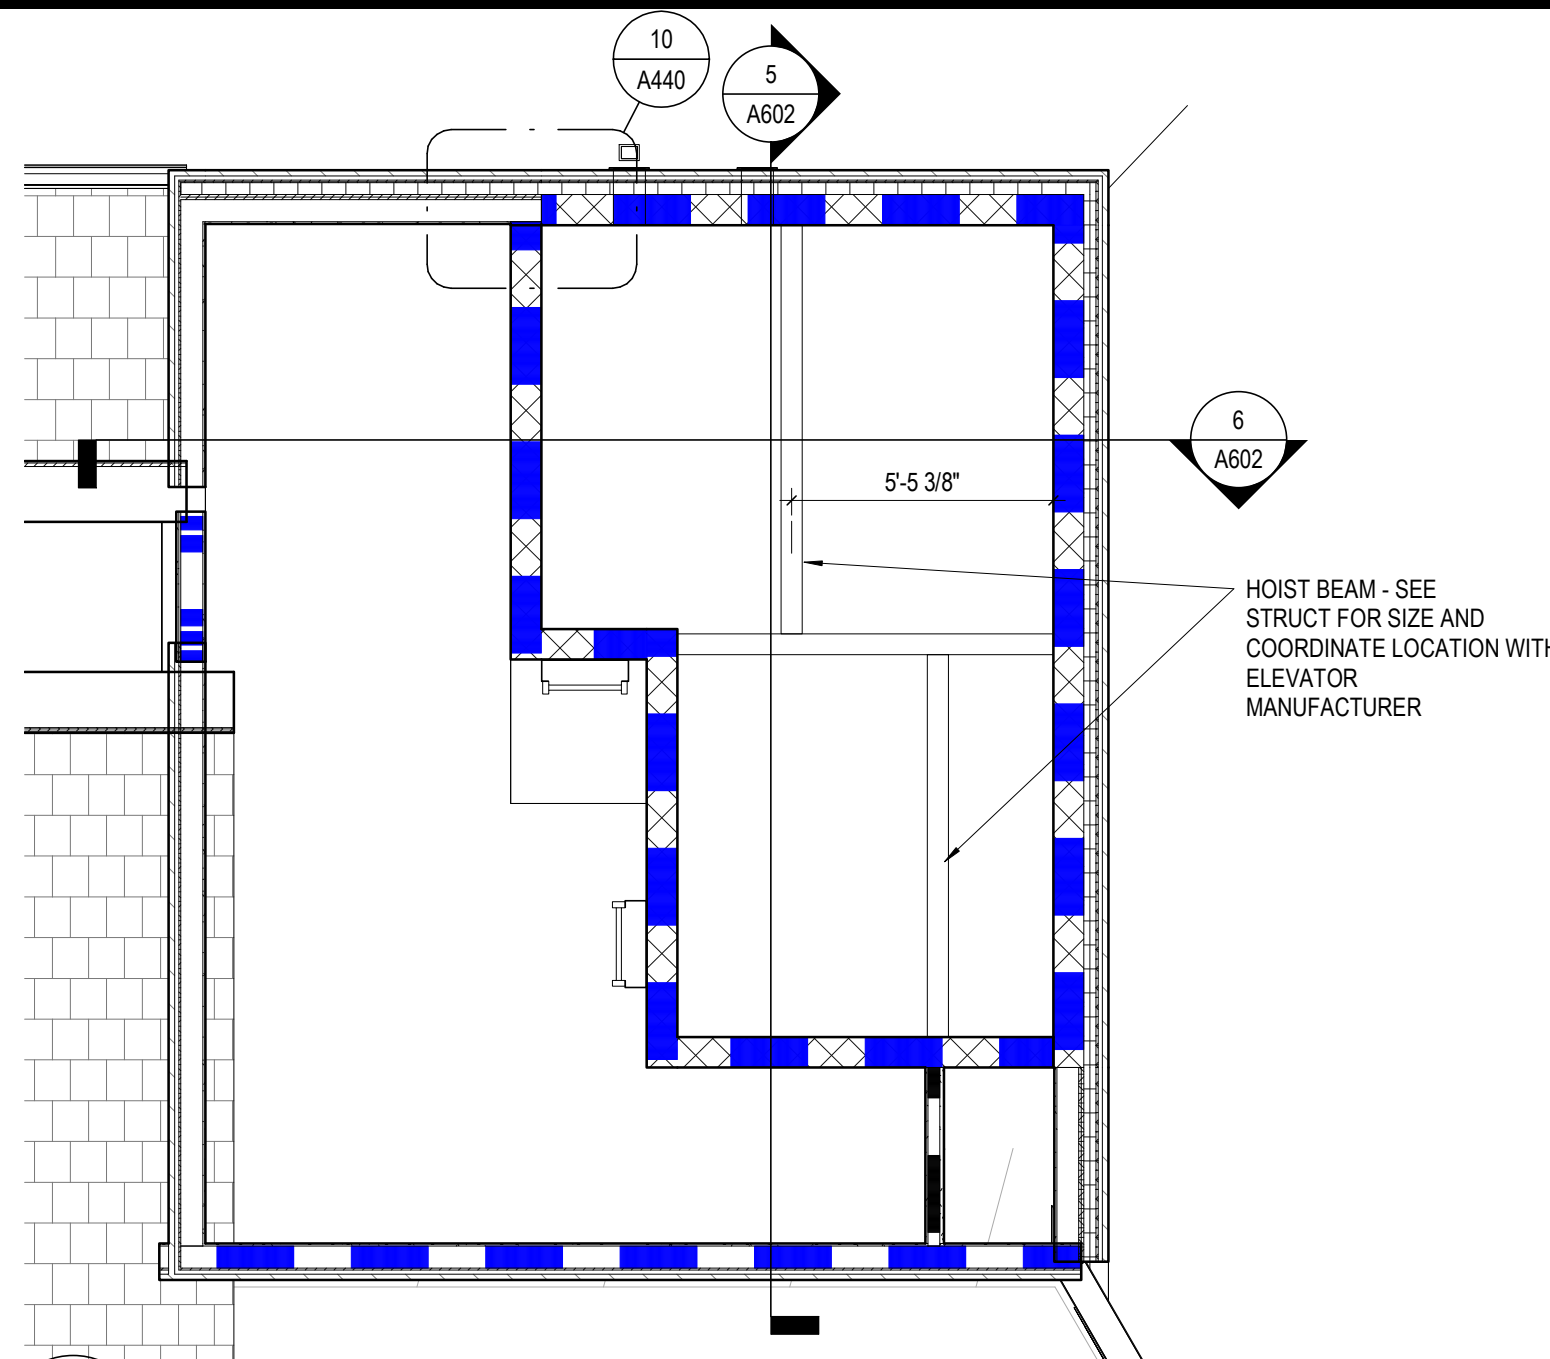 10
A440
5
A602
6
A602
5'-5 3/8"
HOIST BEAM - SEE
STRUCT FOR SIZE AND
COORDINATE LOCATION WITH
ELEVATOR
MANUFACTURER